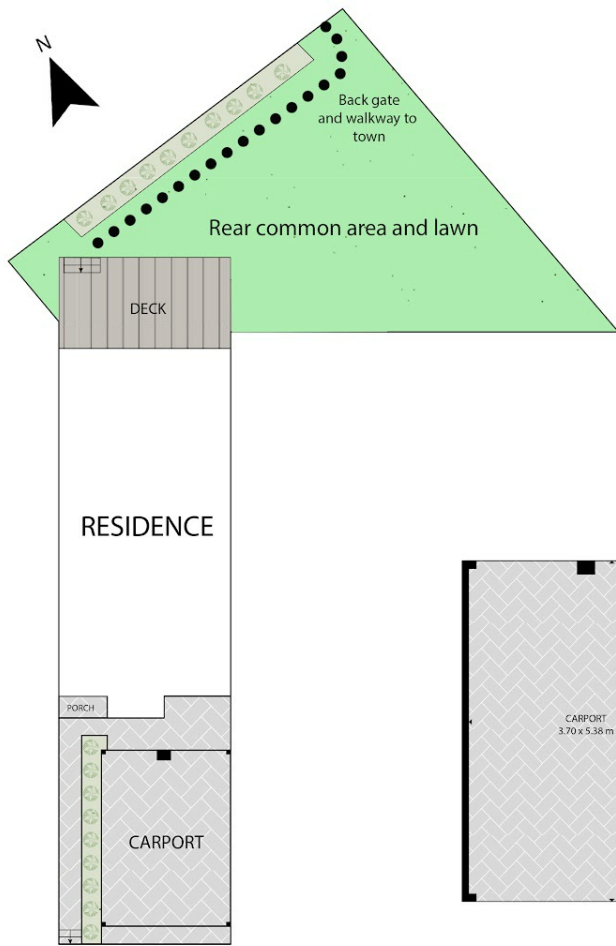 N
Back gate
and walkway to
town
Rear common area and lawn
DECK
RESIDENCE
PORCH
CARPORT
CARPORT
3.70 x 5.38 m